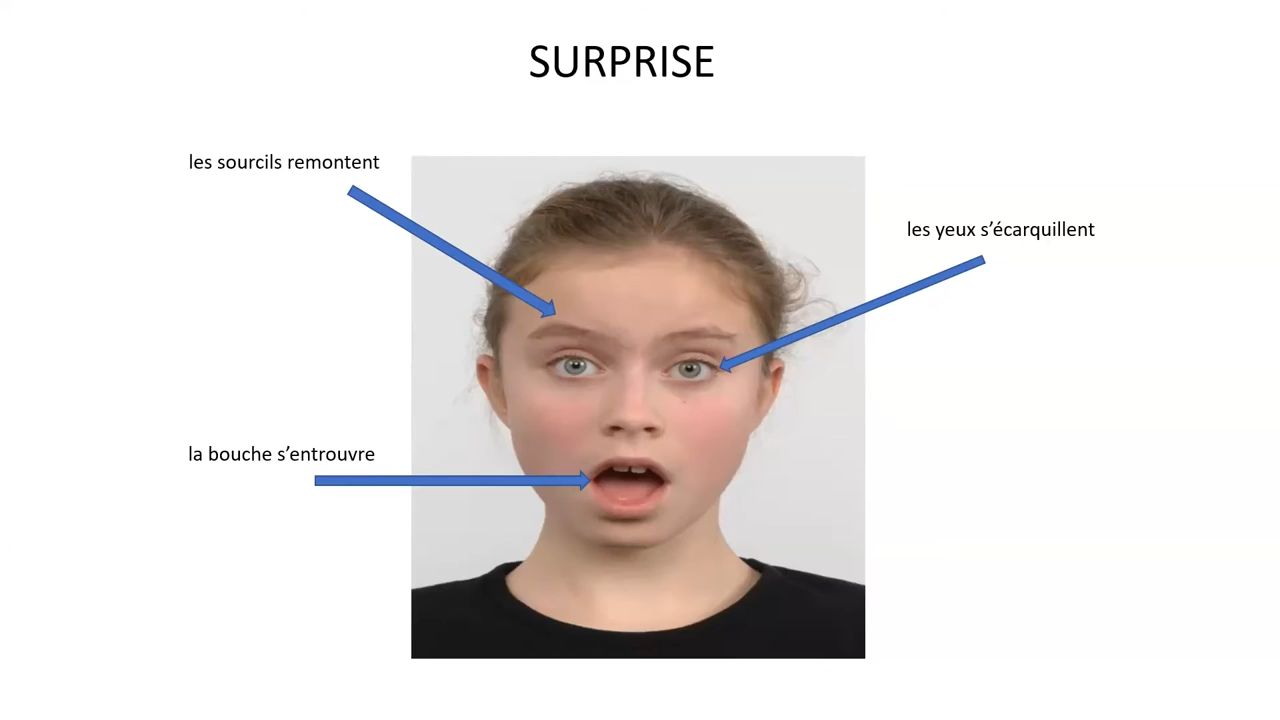 SURPRISE
les sourcils remontent
les yeux s’écarquillent
la bouche s’entrouvre